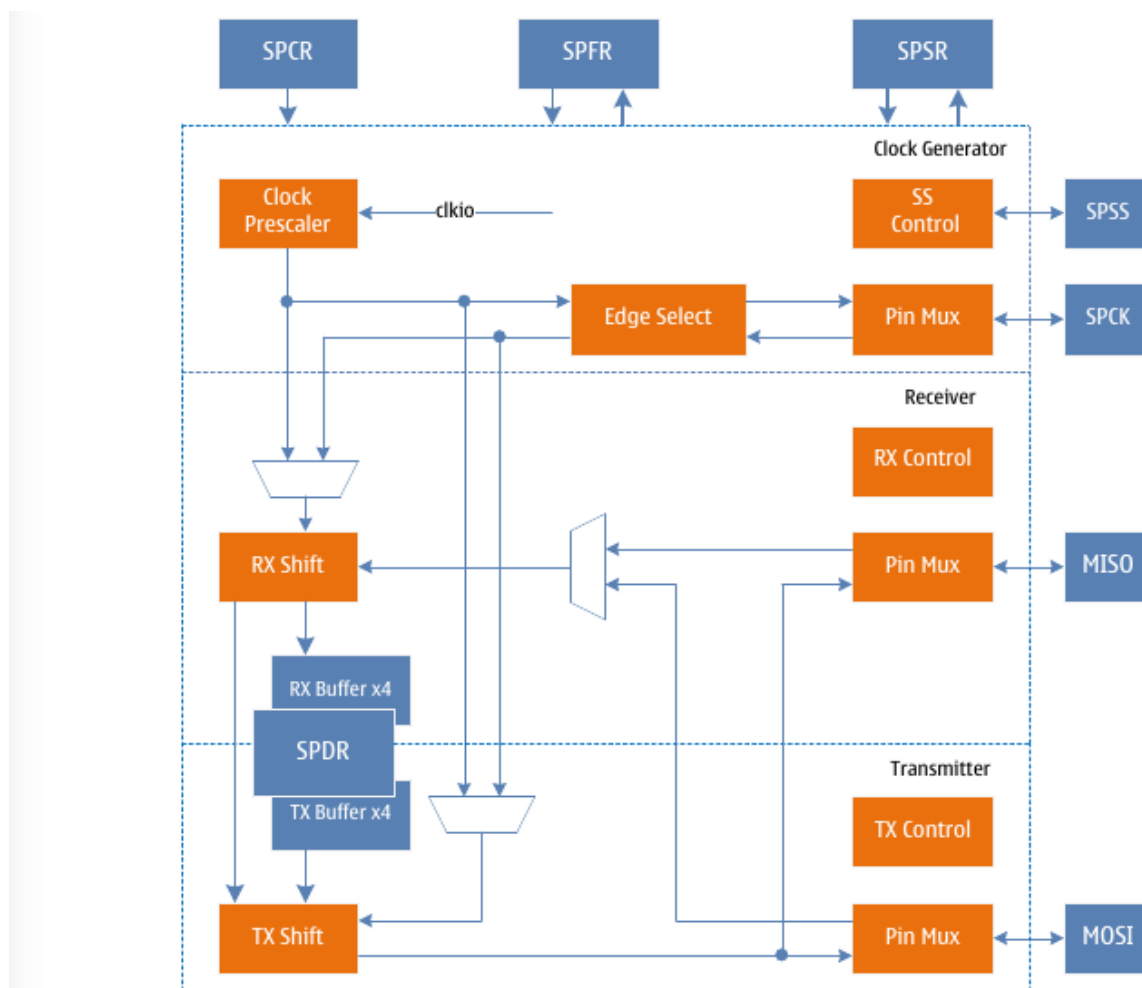 SPCR
SPFR
SPSR
Clock Generator
Clock
Prescaler
clkio
SS
Control
SPSS
Edge Select
Pin Mux
SPCK
Receiver
RX Control
RX Shift
Pin Mux
MISO
RX Buffer x4
SPDR
TX Buffer x4
Transmitter
TX Control
TX Shift
Pin Mux
MOSI